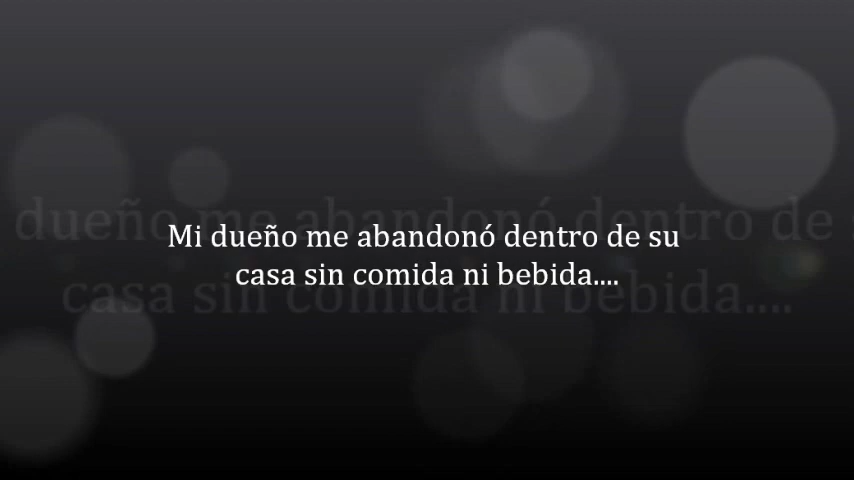 Mi dueño me abandonó dentro de su
casa sin comida ni bebida....